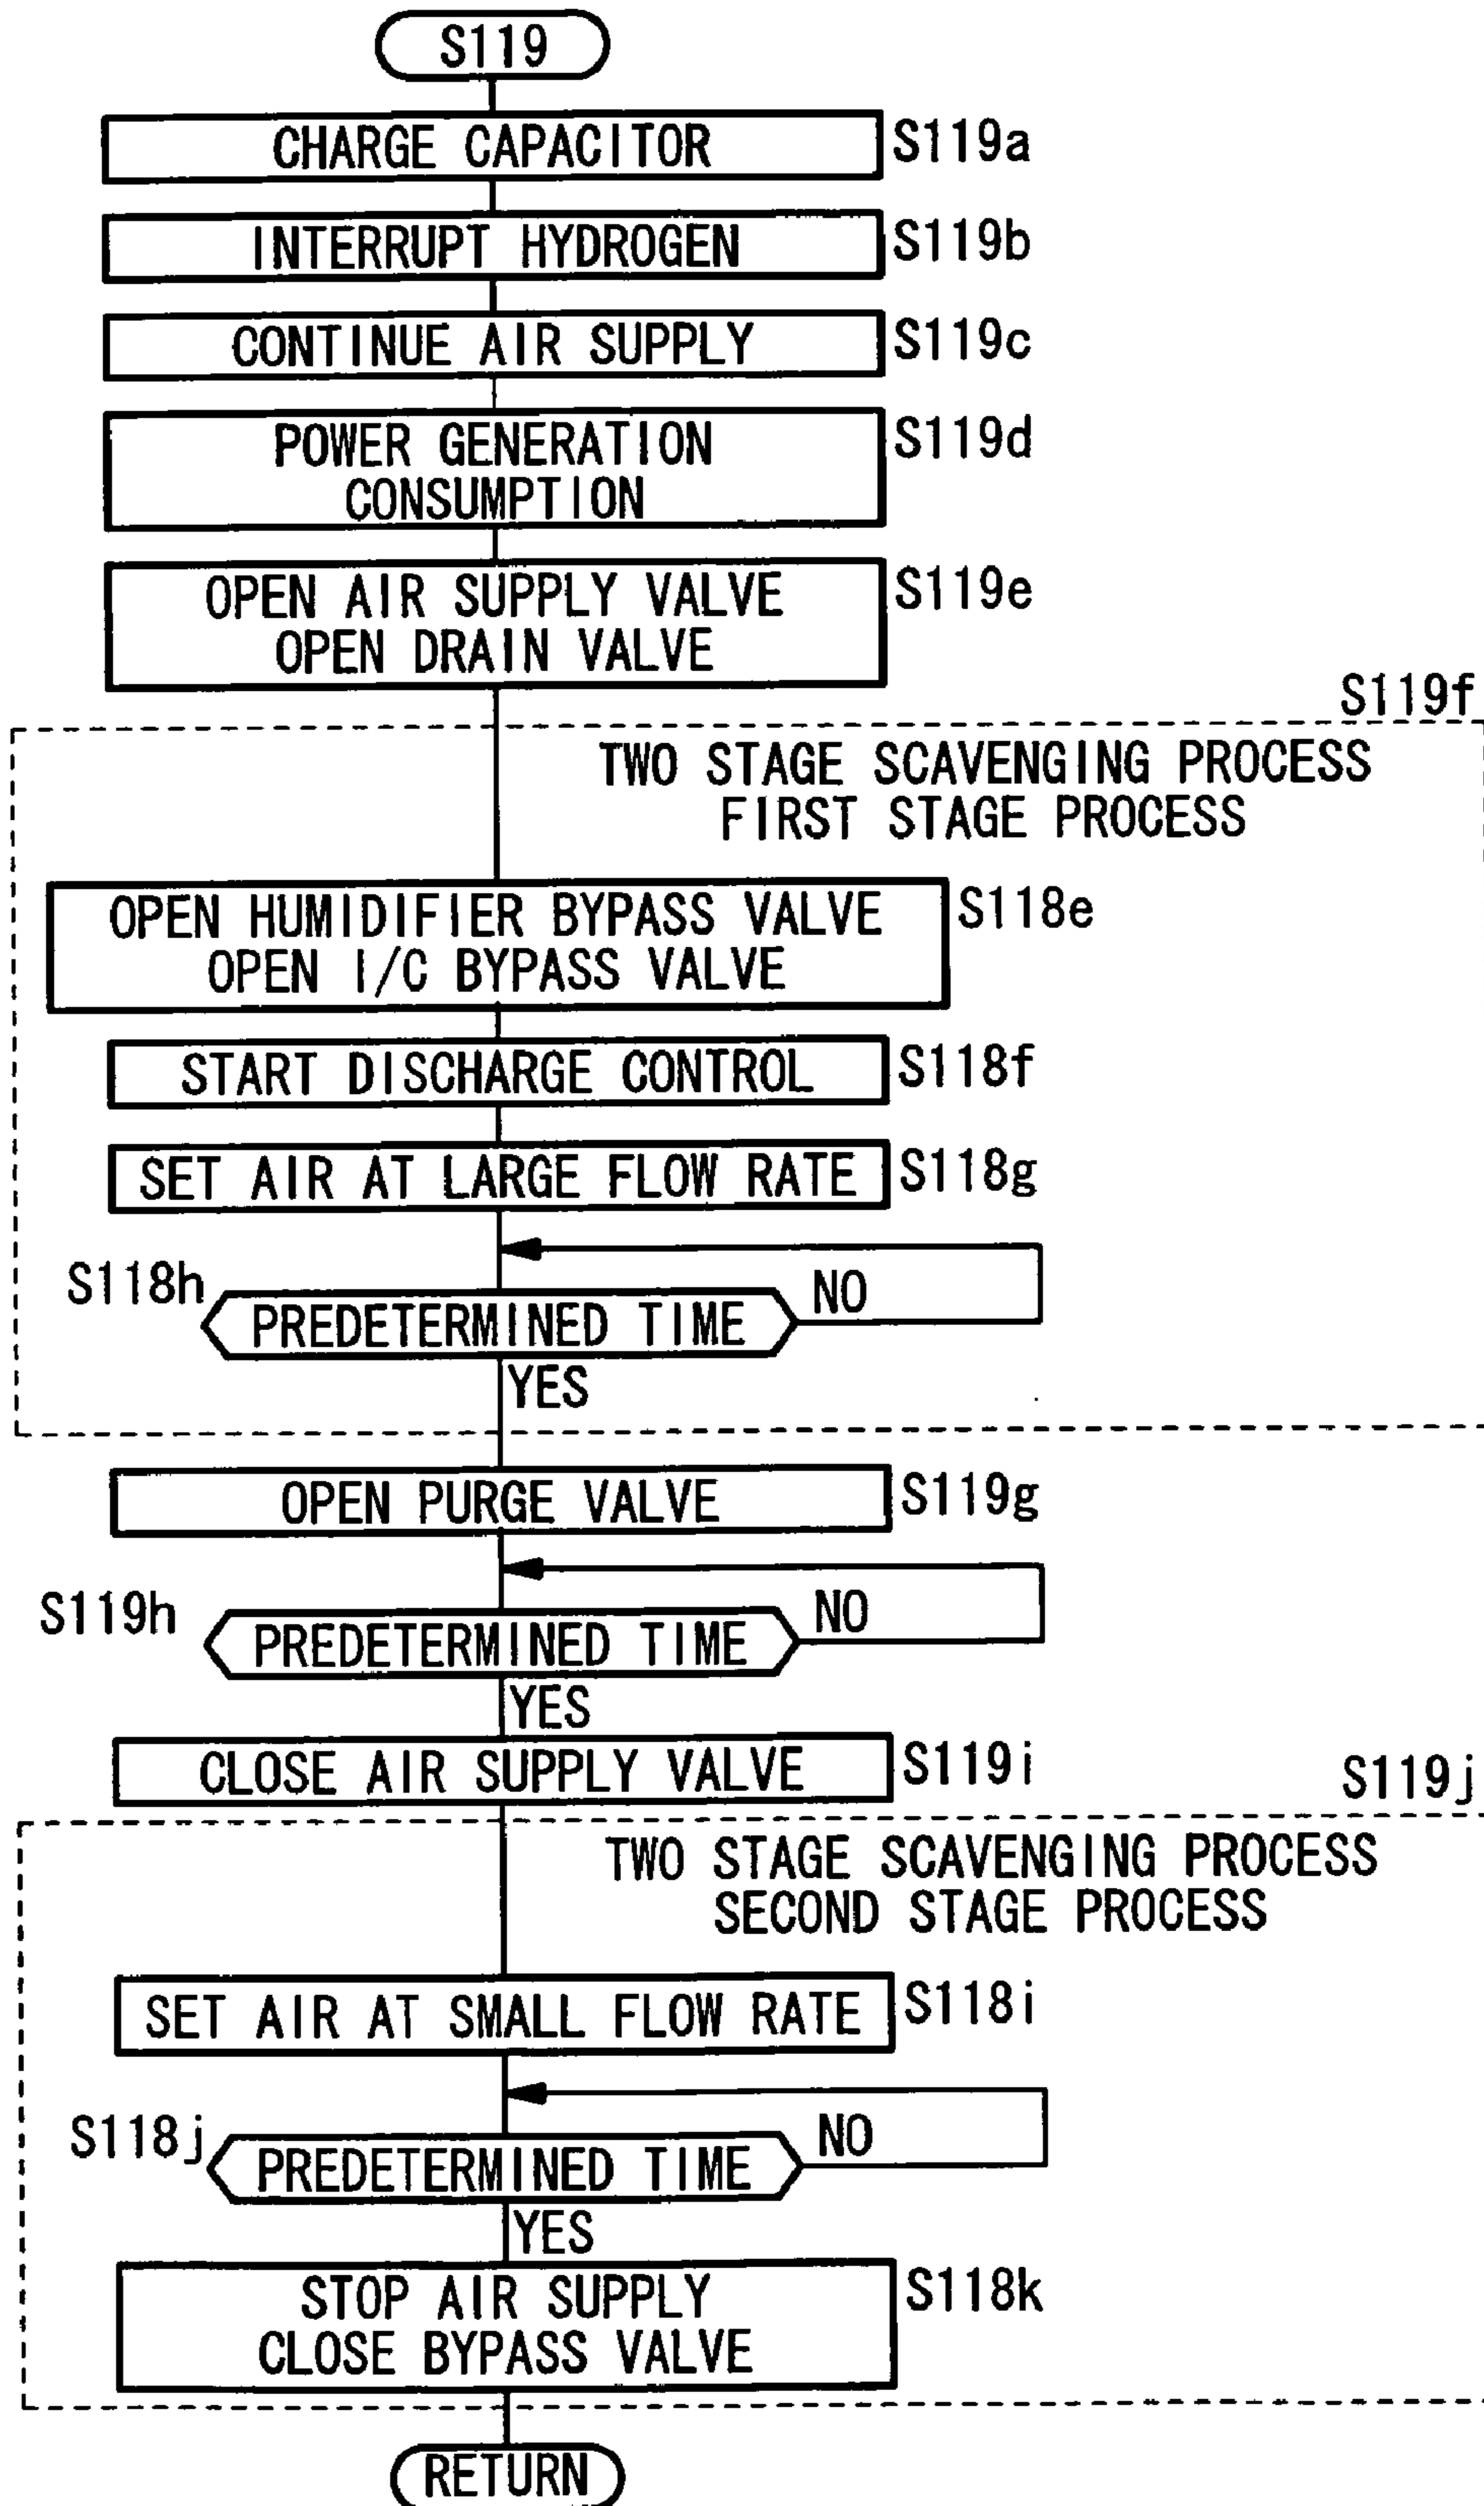 S119
CHARGE CAPACITOR S119a
INTERRUPT HYDROGEN S119b
CONTINUE AIR SUPPLY S119c
POWER GENERATION S119d
CONSUMPTION
OPEN AIR SUPPLY VALVE S119e
OPEN DRAIN VALVE
S119f
TWO STAGE SCAVENGING PROCESS
FIRST STAGE PROCESS
OPEN HUMIDIFIER BYPASS VALVE S118e
OPEN I/C BYPASS VALVE
START DISCHARGE CONTROL S118f
SET AIR AT LARGE FLOW RATE S118g
S118h
NO
PREDETERMINED TIME
YES
OPEN PURGE VALVE S119g
S119h
NO
PREDETERMINED TIME
YES
CLOSE AIR SUPPLY VALVE S119i
S119j
TWO STAGE SCAVENGING PROCESS
SECOND STAGE PROCESS
SET AIR AT SMALL FLOW RATE S118i
S118j
NO
PREDETERMINED TIME
YES
STOP AIR SUPPLY S118k
CLOSE BYPASS VALVE
RETURN